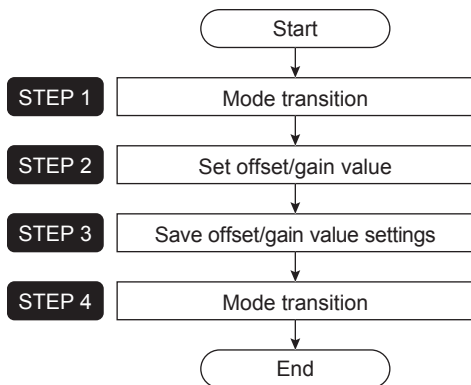 Start
STEP 1 Mode transition
STEP 2 Set offset/gain value
STEP 3 Save offset/gain value settings
STEP 4 Mode transition
End